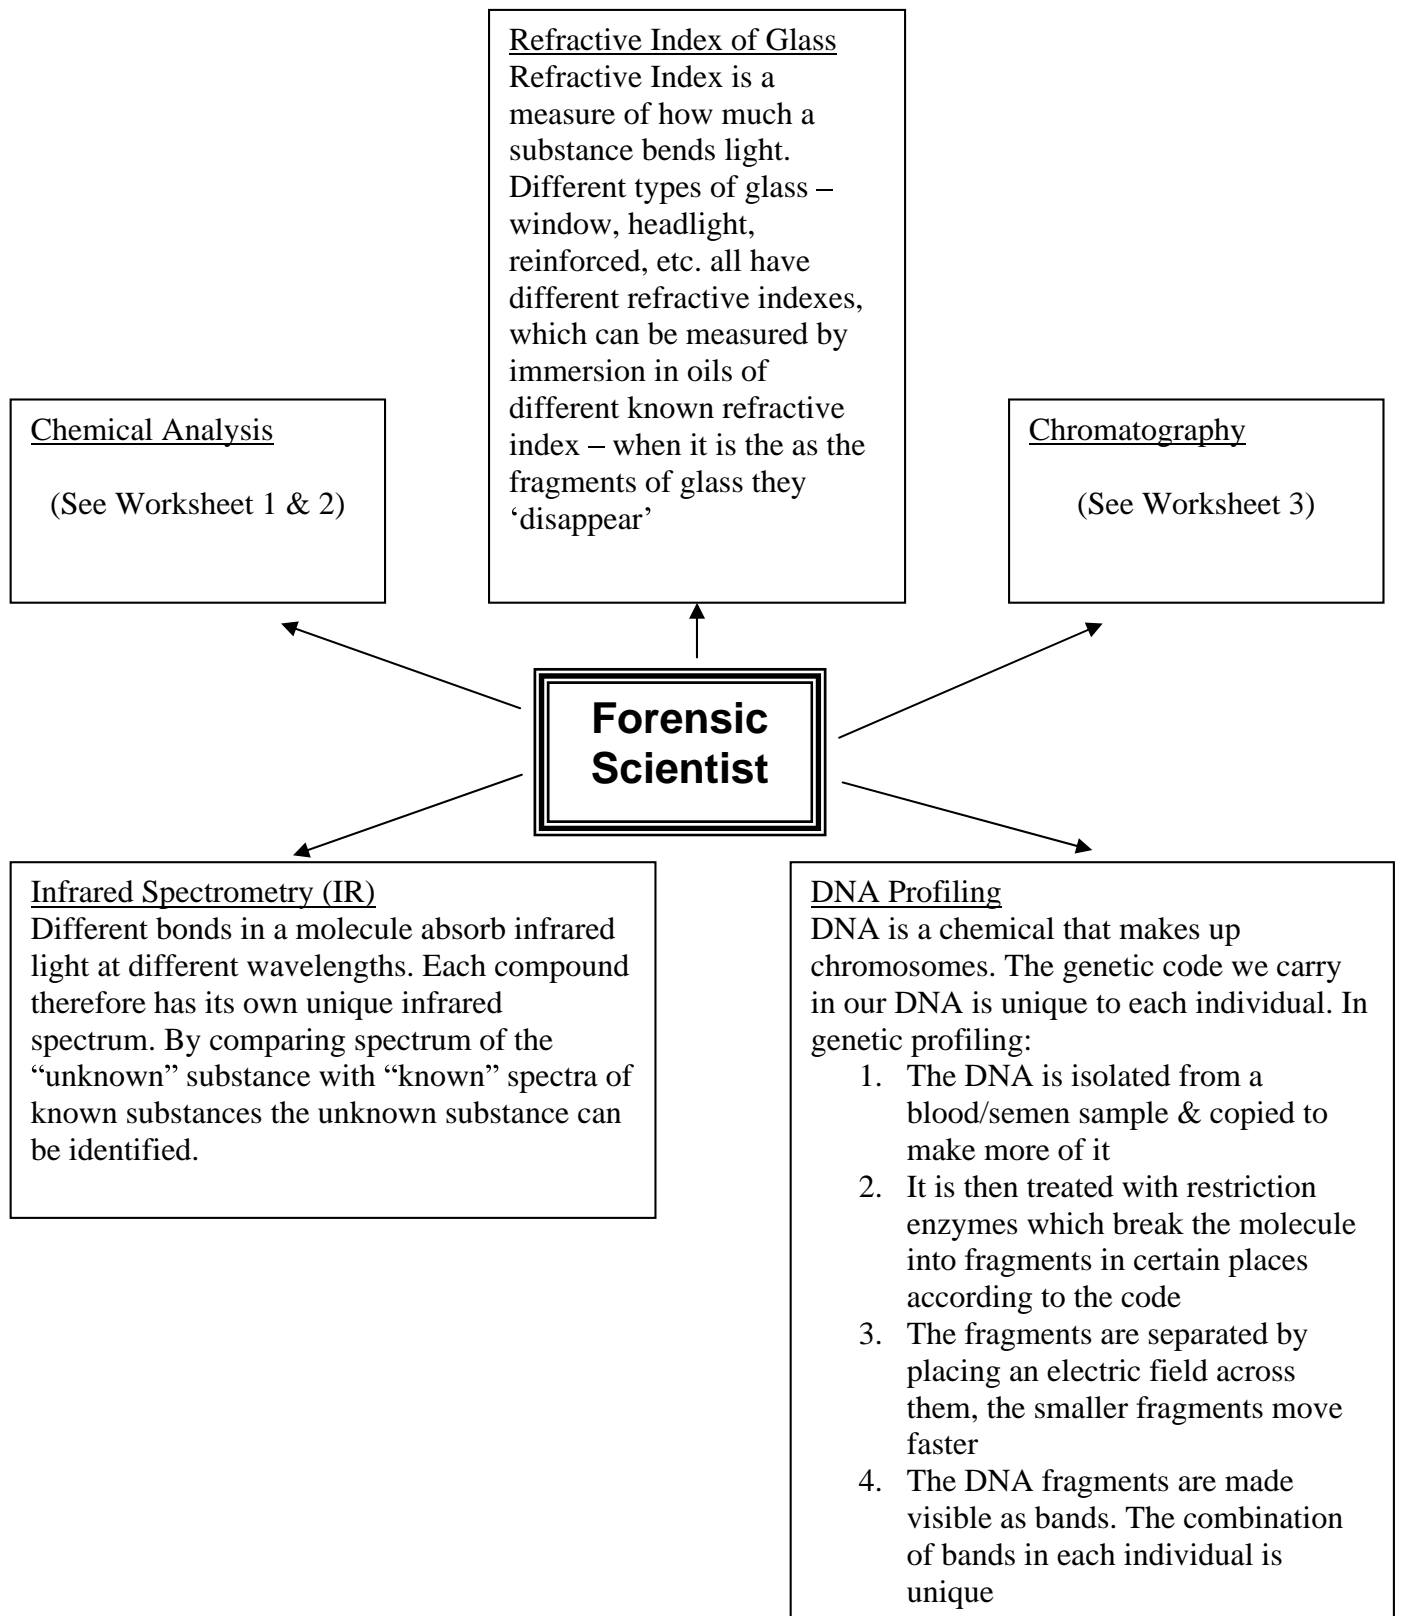 Refractive Index of Glass
Refractive Index is a
measure of how much a
substance bends light.
Different types of glass –
window, headlight,
reinforced, etc. all have
different refractive indexes,
which can be measured by
immersion in oils of
different known refractive
index – when it is the as the
fragments of glass they
‘disappear’
Chemical Analysis
(See Worksheet 1 & 2)
Chromatography
(See Worksheet 3)
Forensic
Scientist
Infrared Spectrometry (IR)
Different bonds in a molecule absorb infrared
light at different wavelengths. Each compound
therefore has its own unique infrared
spectrum. By comparing spectrum of the
“unknown” substance with “known” spectra of
known substances the unknown substance can
be identified.
DNA Profiling
DNA is a chemical that makes up
chromosomes. The genetic code we carry
in our DNA is unique to each individual. In
genetic profiling:
1. The DNA is isolated from a
blood/semen sample & copied to
make more of it
2. It is then treated with restriction
enzymes which break the molecule
into fragments in certain places
according to the code
3. The fragments are separated by
placing an electric field across
them, the smaller fragments move
faster
4. The DNA fragments are made
visible as bands. The combination
of bands in each individual is
unique